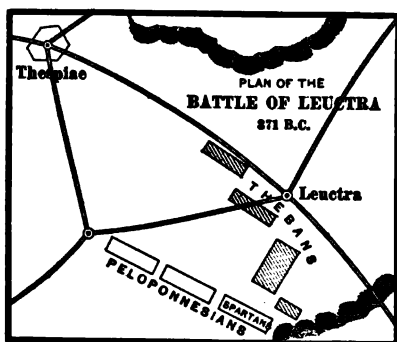 Thespiae
PLAN OF THE
BATTLE OF LEUCTRA
371 B.C.
THEBANS
Leuctra
PELOPONNESIANS
SPARTANS